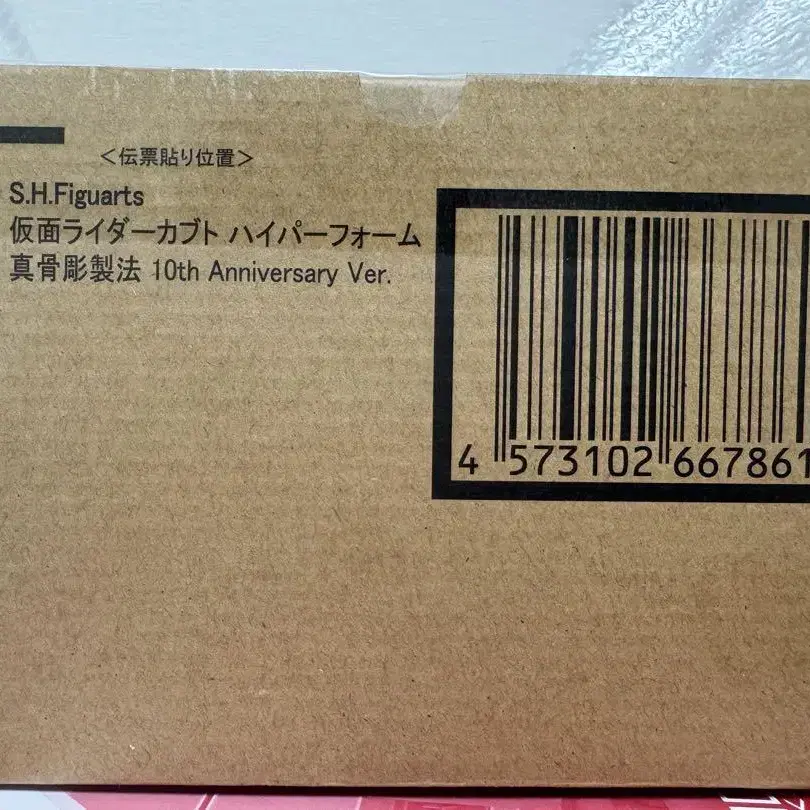 <伝票貼り位置>
S.H.Figuarts
仮面ライダーカブト ハイパーフォーム
真骨彫製法 10th Anniversary Ver.
4 573102 667861